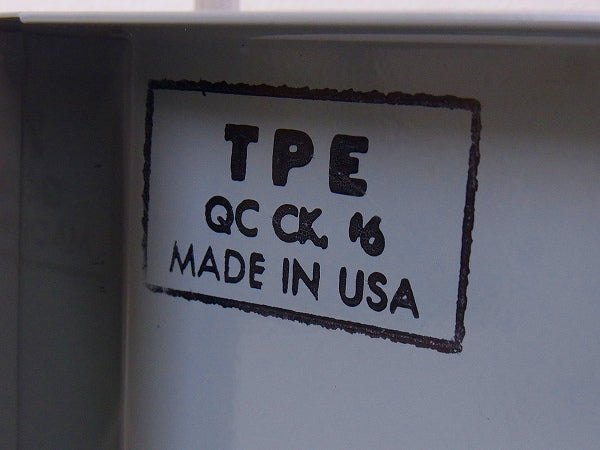 TPE
QC CK. 16
MADE IN USA